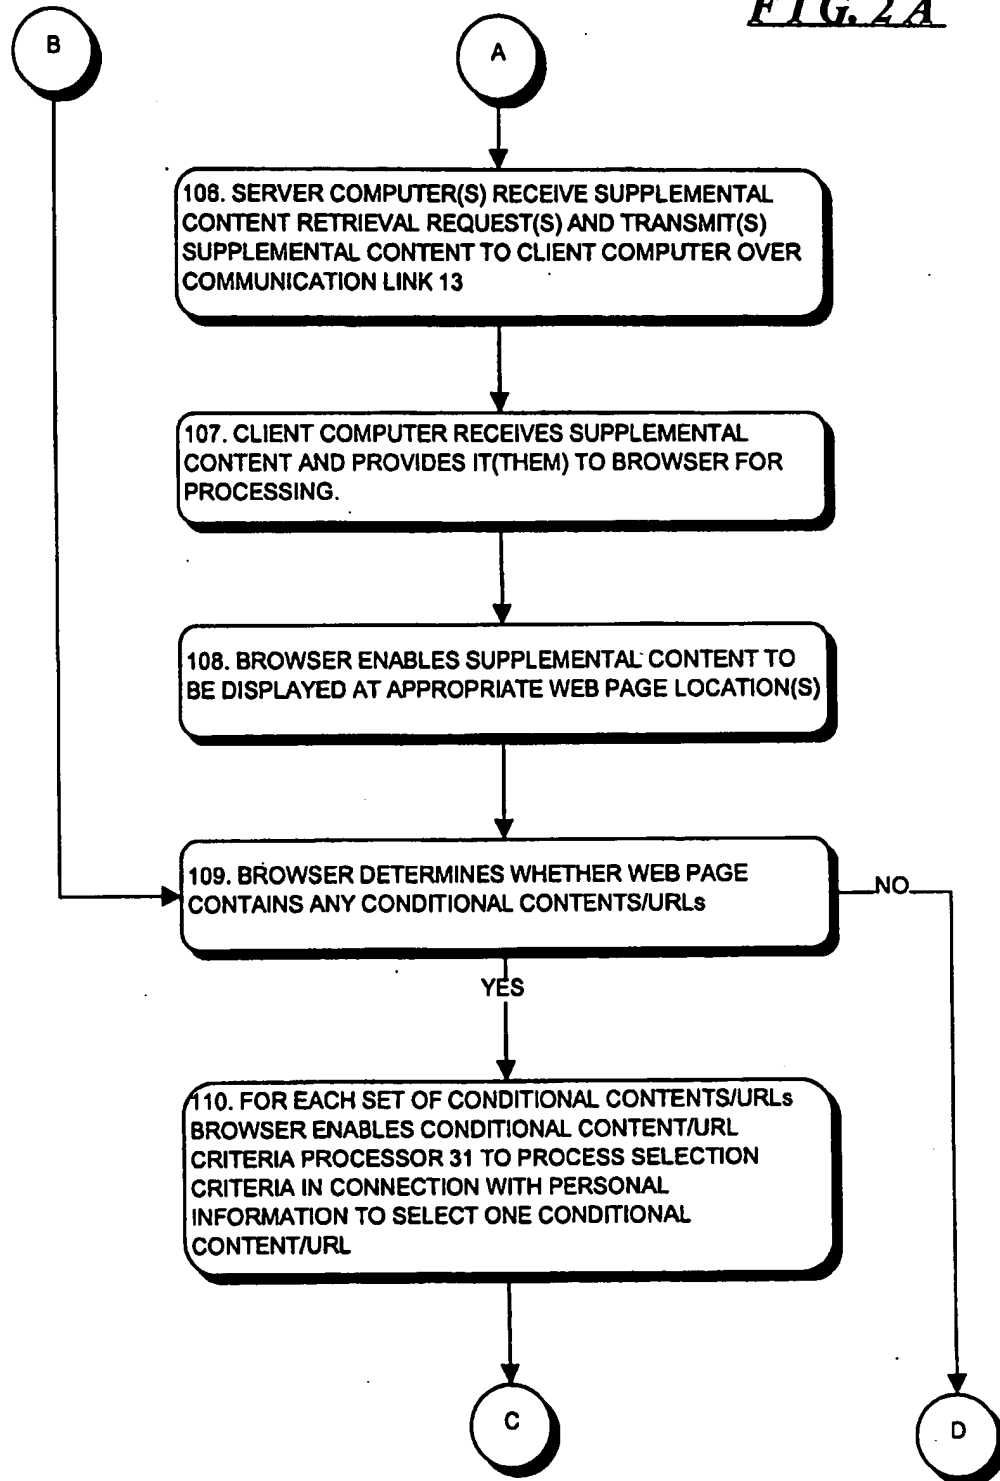 FIG. 2A
B
A
106. SERVER COMPUTER(S) RECEIVE SUPPLEMENTAL
CONTENT RETRIEVAL REQUEST(S) AND TRANSMIT(S)
SUPPLEMENTAL CONTENT TO CLIENT COMPUTER OVER
COMMUNICATION LINK 13
107. CLIENT COMPUTER RECEIVES SUPPLEMENTAL
CONTENT AND PROVIDES IT(THEM) TO BROWSER FOR
PROCESSING.
108. BROWSER ENABLES SUPPLEMENTAL CONTENT TO
BE DISPLAYED AT APPROPRIATE WEB PAGE LOCATION(S)
109. BROWSER DETERMINES WHETHER WEB PAGE
CONTAINS ANY CONDITIONAL CONTENTS/URLs
NO
YES
110. FOR EACH SET OF CONDITIONAL CONTENTS/URLs
BROWSER ENABLES CONDITIONAL CONTENT/URL
CRITERIA PROCESSOR 31 TO PROCESS SELECTION
CRITERIA IN CONNECTION WITH PERSONAL
INFORMATION TO SELECT ONE CONDITIONAL
CONTENT/URL
C
D